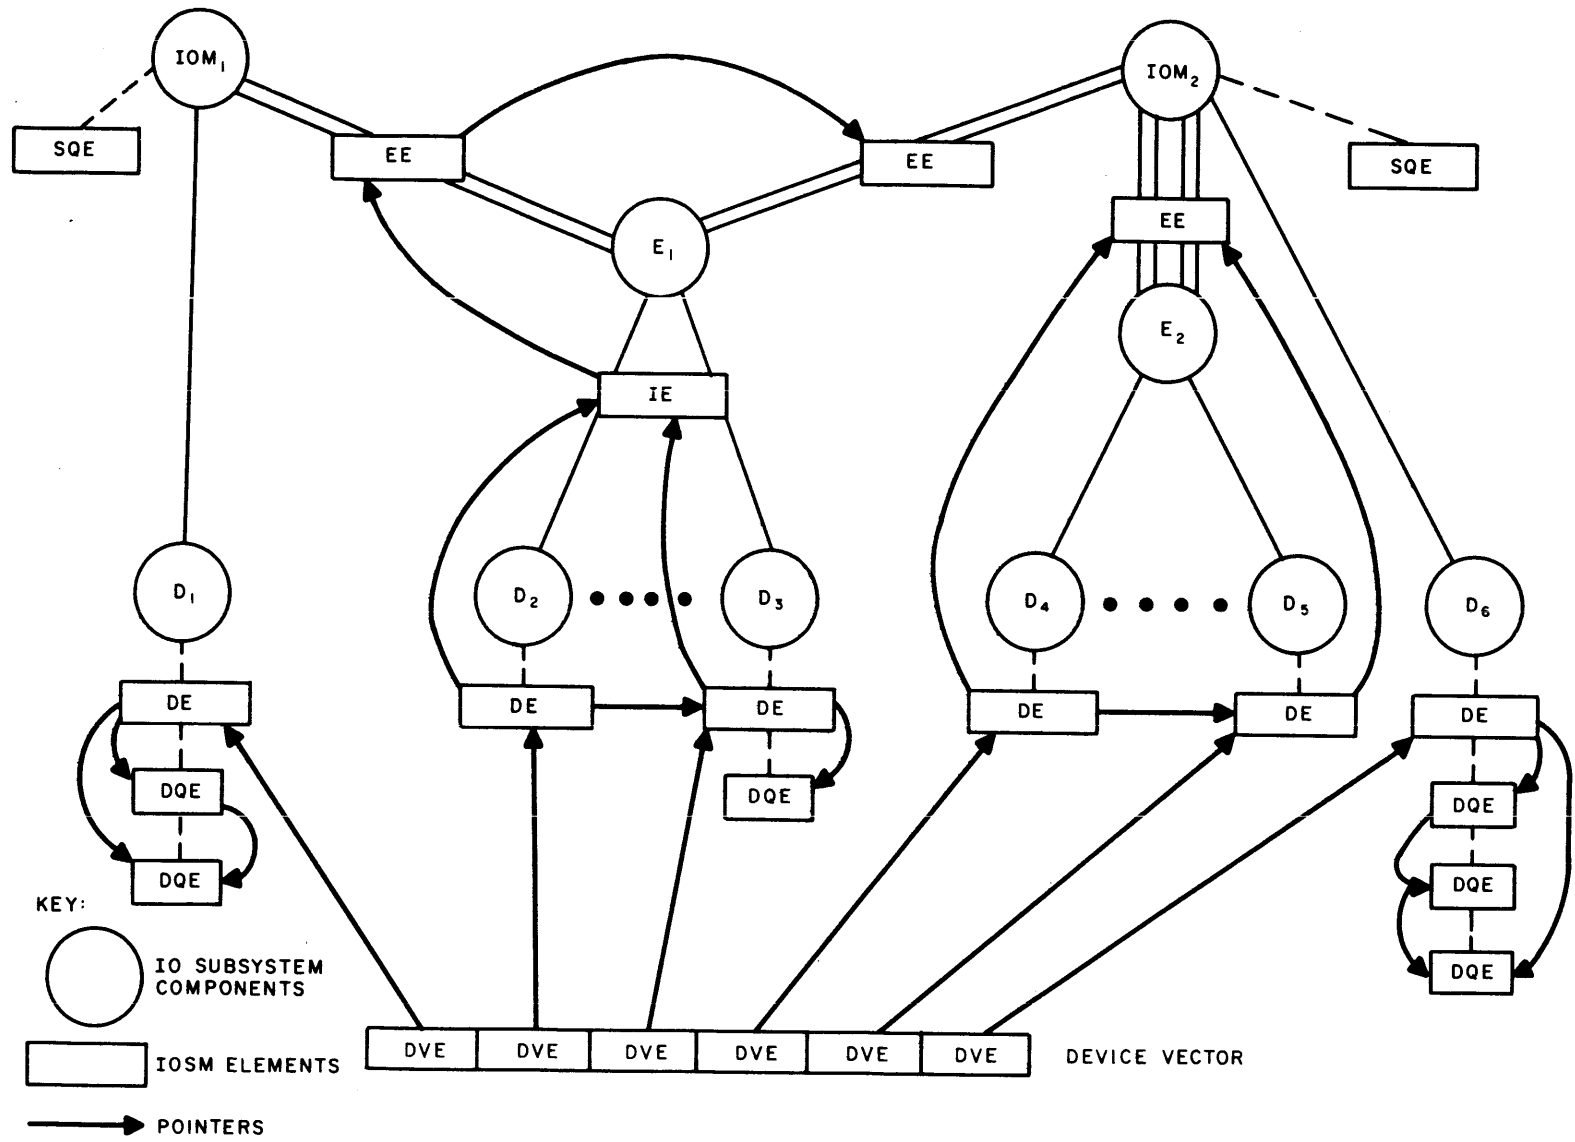 IOM₁
IOM₂
SQE
EE
EE
SQE
EE
E₁
E₂
IE
D₁
D₂
D₃
D₄
D₅
D₆
DE
DE
DE
DE
DE
DE
DQE
DQE
DQE
DQE
DQE
DQE
KEY:
IO SUBSYSTEM
COMPONENTS
IOSM ELEMENTS
POINTERS
DVE DVE DVE DVE DVE DVE
DEVICE VECTOR